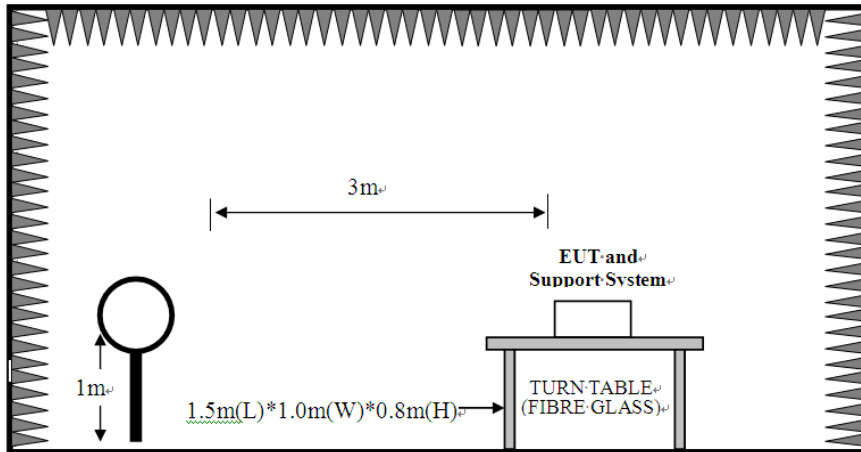 3m
EUT and
Support System
1m
1.5m(L)*1.0m(W)*0.8m(H)
TURN TABLE
(FIBRE GLASS)